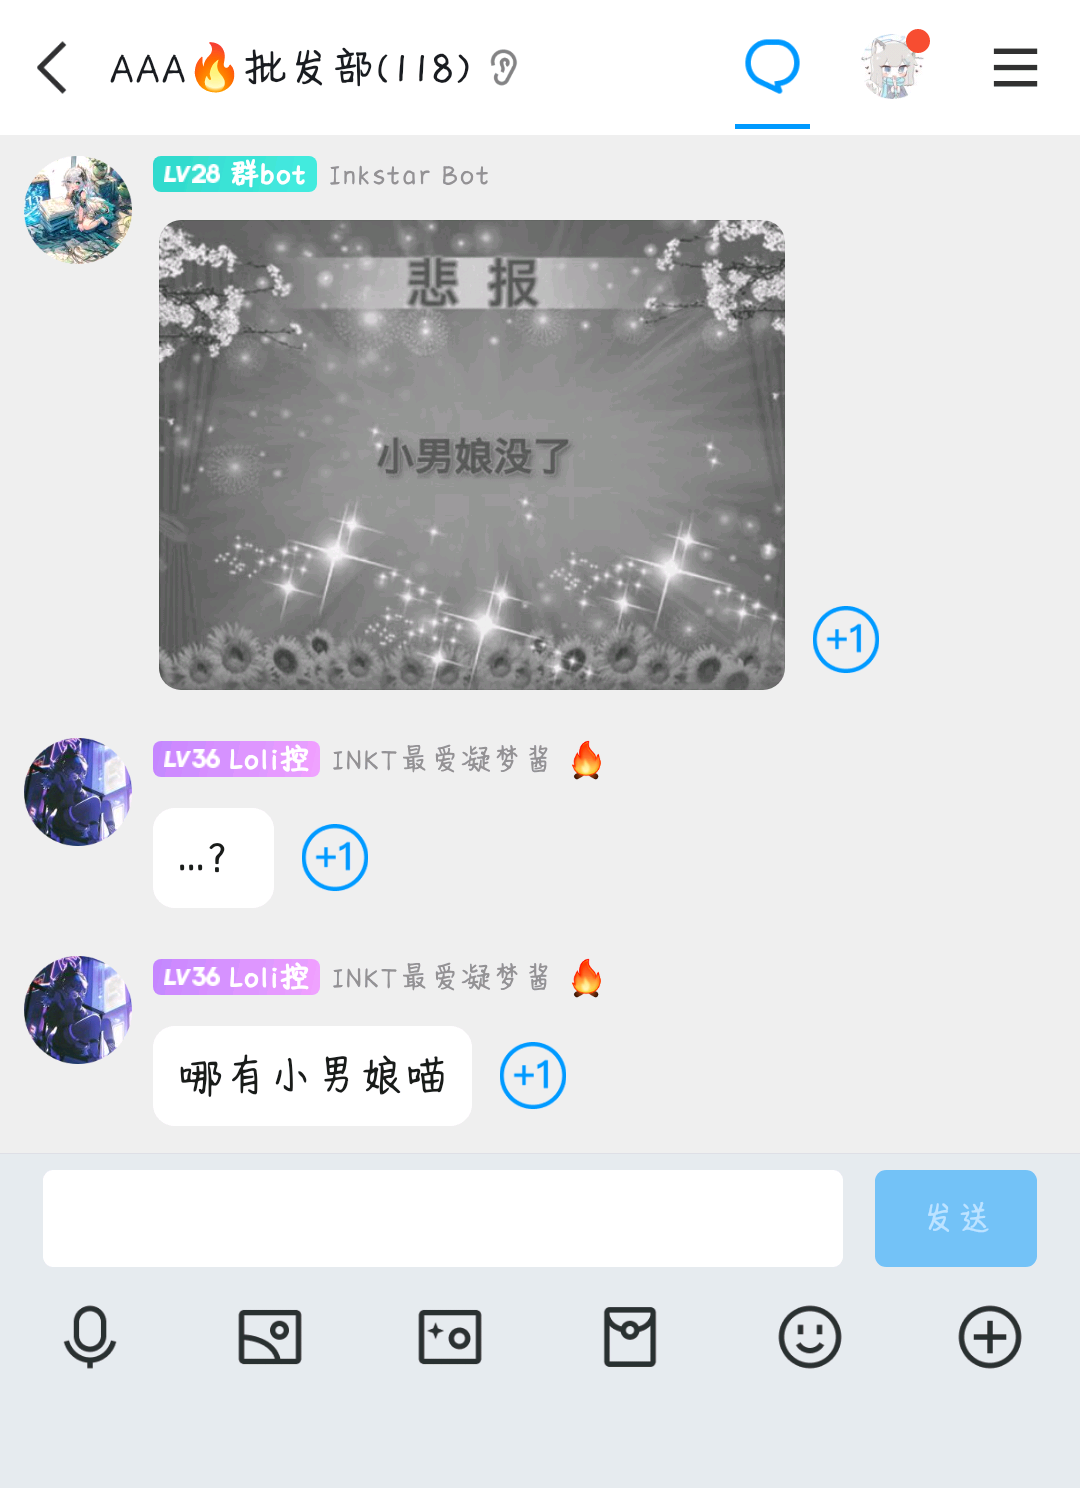 AAA🔥批发部(118)
LV28 群bot Inkstar Bot
悲报
小男娘没了
+1
LV36 Loli控 INKT最爱凝梦酱 🔥
...?
+1
LV36 Loli控 INKT最爱凝梦酱 🔥
哪有小男娘喵
+1
发送